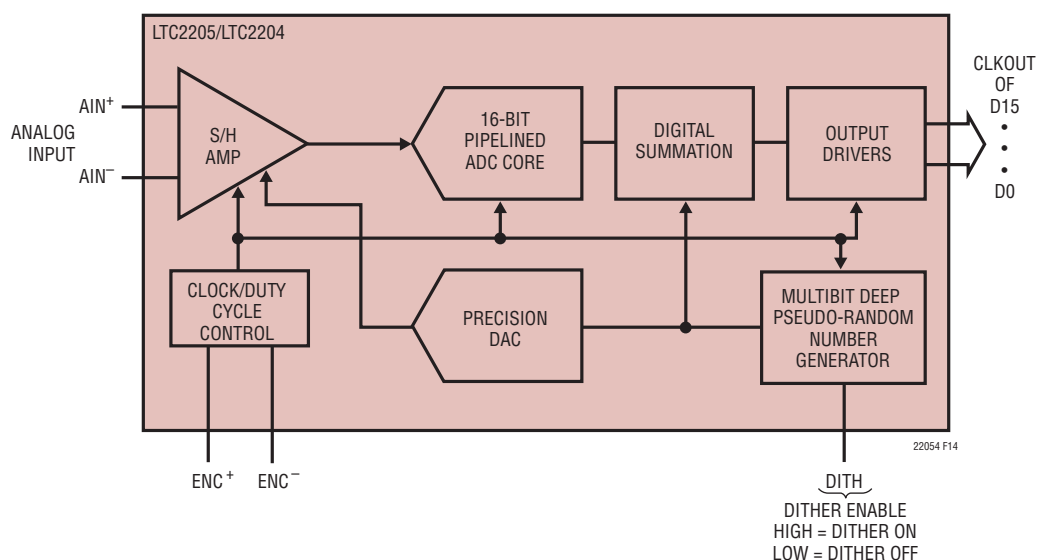 LTC2205/LTC2204
AIN+
ANALOG
INPUT
AIN−
S/H
AMP
16-BIT
PIPELINED
ADC CORE
DIGITAL
SUMMATION
OUTPUT
DRIVERS
CLKOUT
OF
D15
•
•
•
D0
CLOCK/DUTY
CYCLE
CONTROL
PRECISION
DAC
MULTIBIT DEEP
PSEUDO-RANDOM
NUMBER
GENERATOR
22054 F14
ENC+ ENC−
DITH
DITHER ENABLE
HIGH = DITHER ON
LOW = DITHER OFF